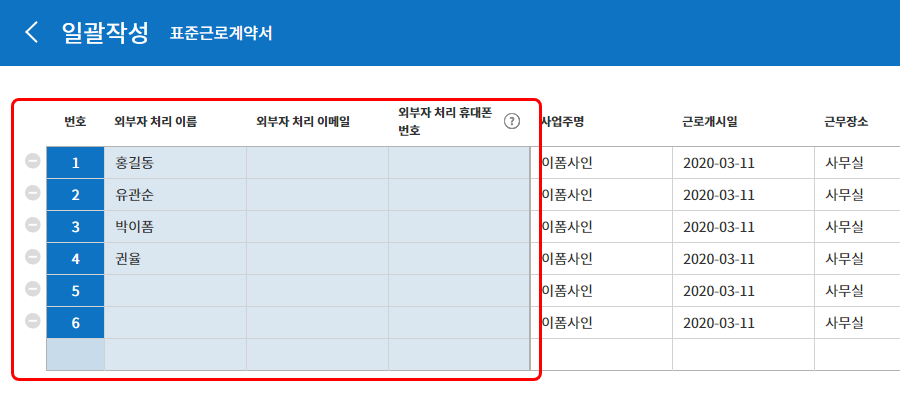 일괄작성 표준근로계약서
번호 외부자 처리 이름 외부자 처리 이메일 외부자 처리 휴대폰 번호 ? 사업주명 근로개시일 근무장소
1 홍길동 이폼사인 2020-03-11 사무실
2 유관순 이폼사인 2020-03-11 사무실
3 박이폼 이폼사인 2020-03-11 사무실
4 권율 이폼사인 2020-03-11 사무실
5 이폼사인 2020-03-11 사무실
6 이폼사인 2020-03-11 사무실